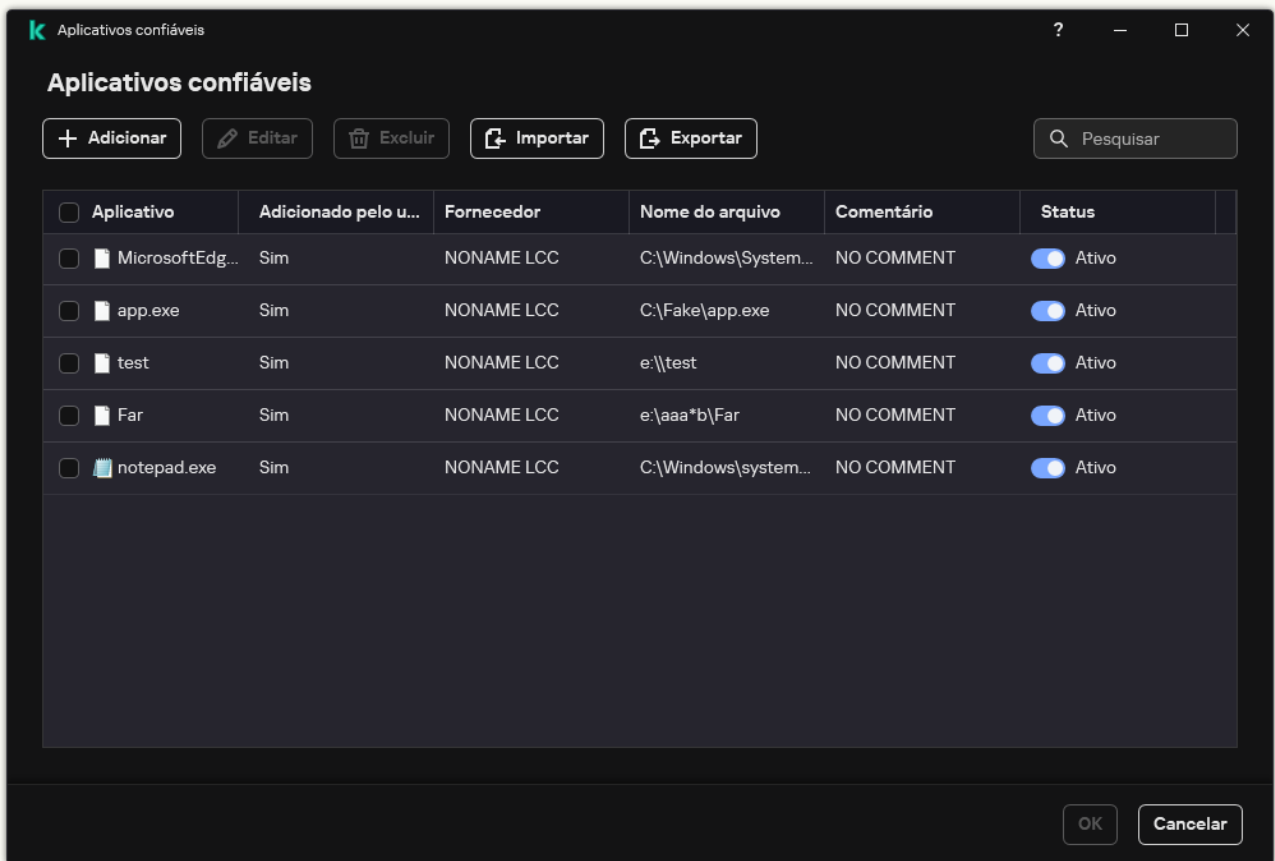 Aplicativos confiáveis
?
Aplicativos confiáveis
Adicionar Editar Excluir Importar Exportar Pesquisar
Aplicativo Adicionado pelo u... Fornecedor Nome do arquivo Comentário Status
MicrosoftEdg... Sim NONAME LCC C:\Windows\System... NO COMMENT Ativo
app.exe Sim NONAME LCC C:\Fake\app.exe NO COMMENT Ativo
test Sim NONAME LCC e:\\test NO COMMENT Ativo
Far Sim NONAME LCC e:\aaa*b\Far NO COMMENT Ativo
notepad.exe Sim NONAME LCC C:\Windows\system... NO COMMENT Ativo
OK Cancelar